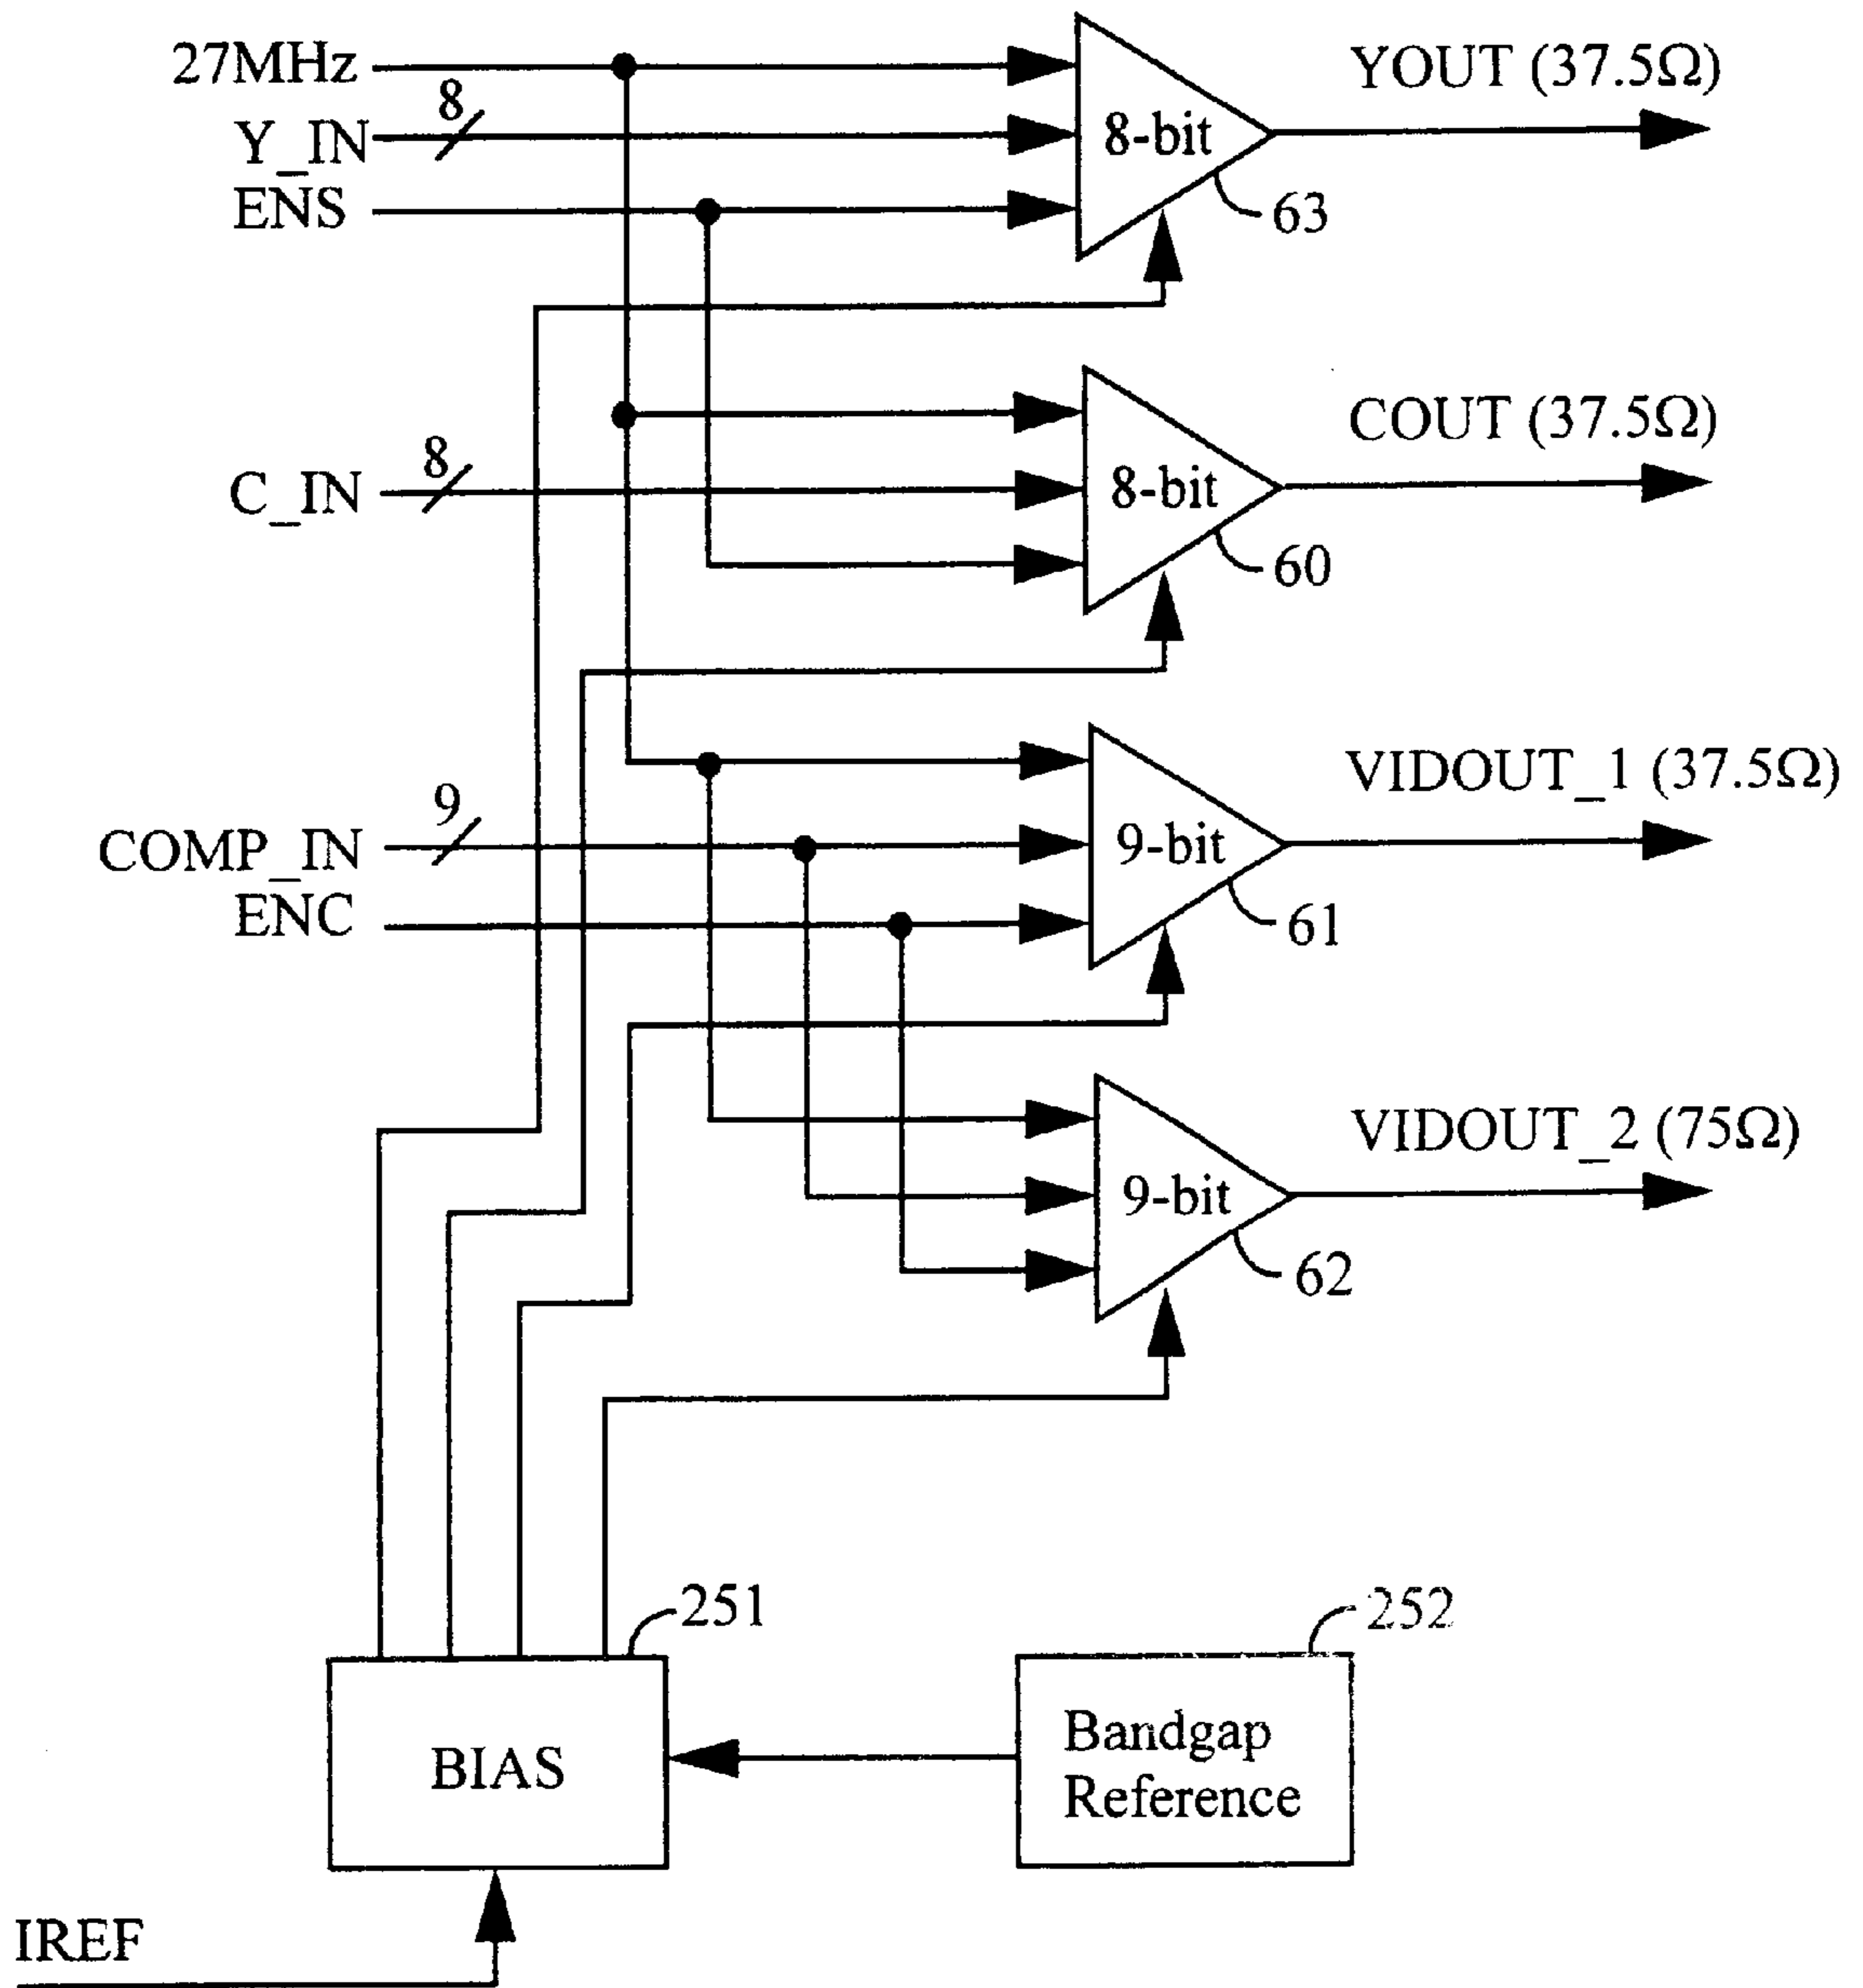 27MHz
8
Y_IN
ENS
8-bit
YOUT (37.5Ω)
63
C_IN
8
8-bit
COUT (37.5Ω)
60
COMP_IN
9
ENC
9-bit
VIDOUT_1 (37.5Ω)
61
9-bit
VIDOUT_2 (75Ω)
62
251
BIAS
252
Bandgap
Reference
IREF